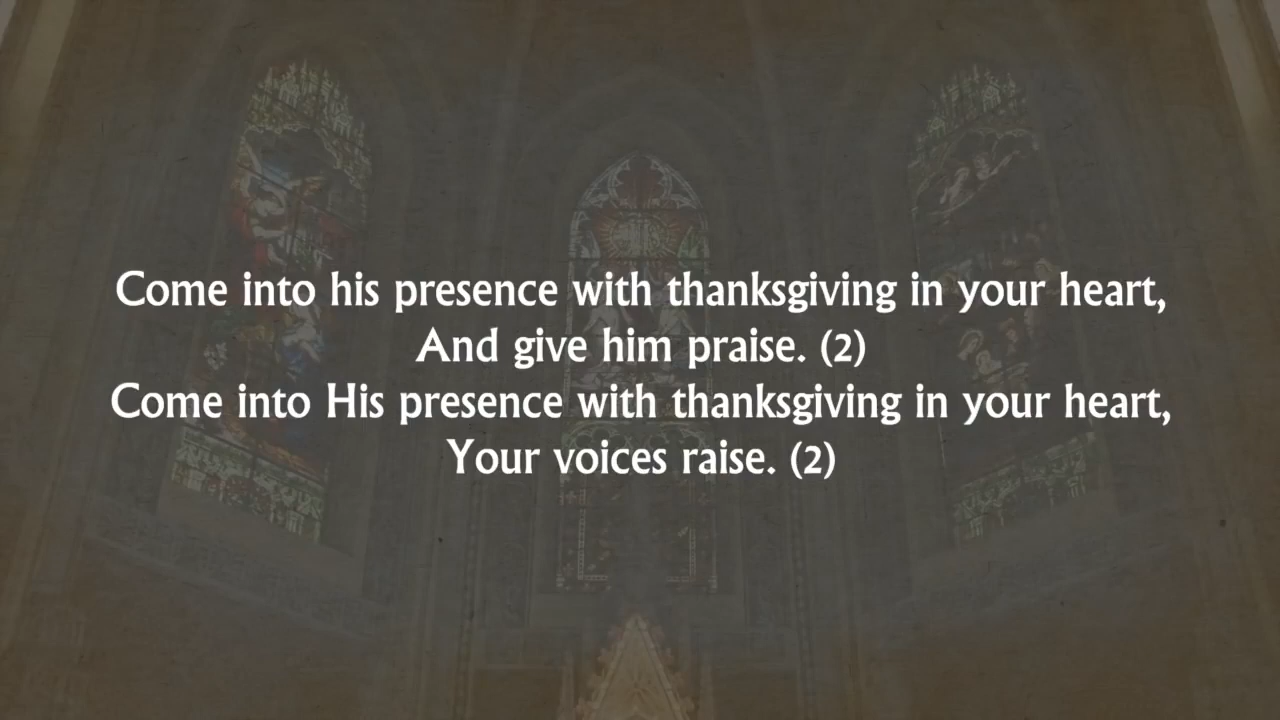 Come into his presence with thanksgiving in your heart,
And give him praise. (2)
Come into His presence with thanksgiving in your heart,
Your voices raise. (2)